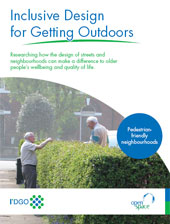 Inclusive Design
for Getting Outdoors
Researching how the design of streets and
neighbourhoods can make a difference to older
people's wellbeing and quality of life.
Pedestrian-
friendly
neighbourhoods
I'DGO
open
space